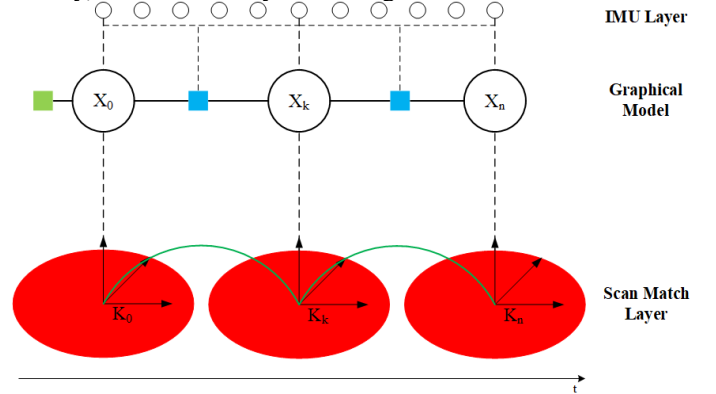 IMU Layer
X0
Xk
Xn
Graphical
Model
K0
Kk
Kn
Scan Match
Layer
t